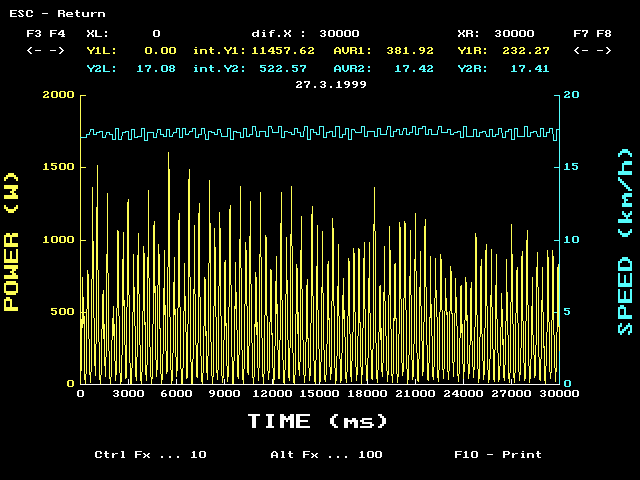 ESC - Return
F3 F4 XL: 0 dif.X : 30000 XR: 30000 F7 F8
<- -> Y1L: 0.00 int.Y1: 11457.62 AVR1: 381.92 Y1R: 232.27 <- ->
Y2L: 17.08 int.Y2: 522.57 AVR2: 17.42 Y2R: 17.41
27.3.1999
2000 20
1500 15
1000 10
500 5
0 0
POWER (W)
SPEED (km/h)
0 3000 6000 9000 12000 15000 18000 21000 24000 27000 30000
TIME (ms)
Ctrl Fx ... 10 Alt Fx ... 100 F10 - Print